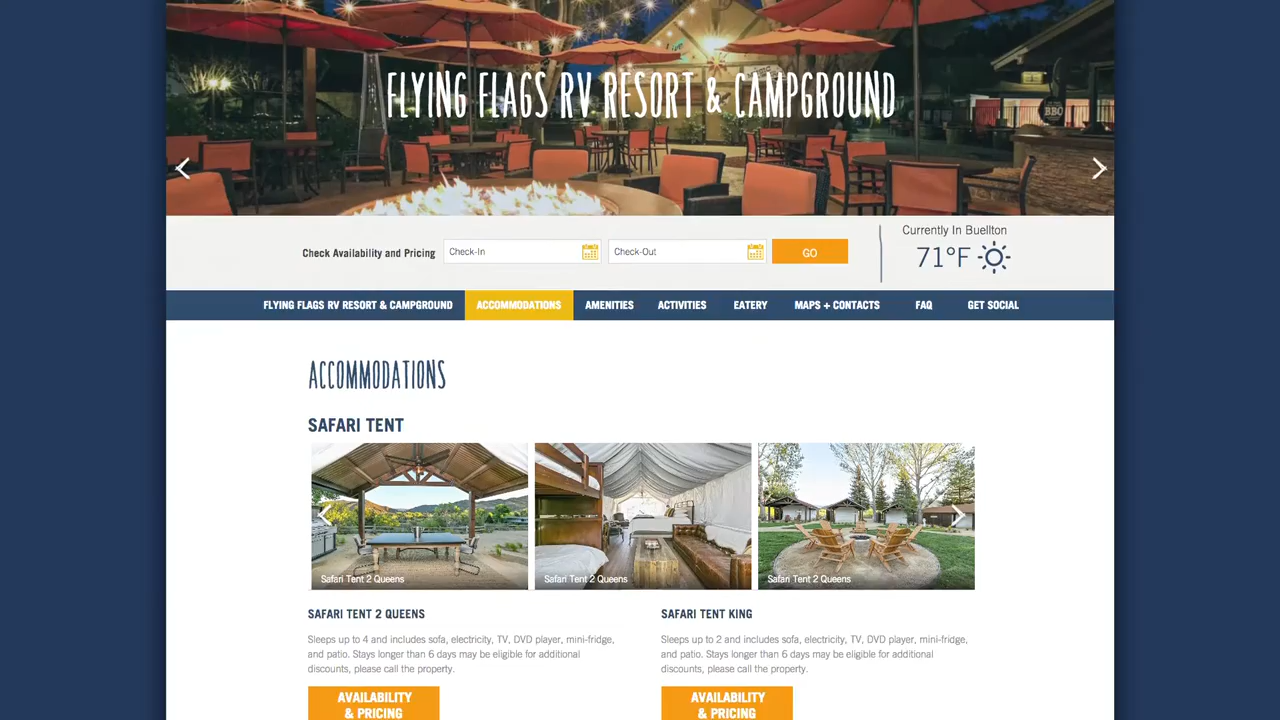 FLYING FLAGS RV RESORT & CAMPGROUND
BBQ
Check Availability and Pricing
Check-In
Check-Out
GO
Currently In Buellton
71°F
FLYING FLAGS RV RESORT & CAMPGROUND
ACCOMMODATIONS
AMENITIES
ACTIVITIES
EATERY
MAPS + CONTACTS
FAQ
GET SOCIAL
ACCOMMODATIONS
SAFARI TENT
Safari Tent 2 Queens
Safari Tent 2 Queens
Safari Tent 2 Queens
SAFARI TENT 2 QUEENS
Sleeps up to 4 and includes sofa, electricity, TV, DVD player, mini-fridge,
and patio. Stays longer than 6 days may be eligible for additional
discounts, please call the property.
AVAILABILITY
& PRICING
SAFARI TENT KING
Sleeps up to 2 and includes sofa, electricity, TV, DVD player, mini-fridge,
and patio. Stays longer than 6 days may be eligible for additional
discounts, please call the property.
AVAILABILITY
& PRICING